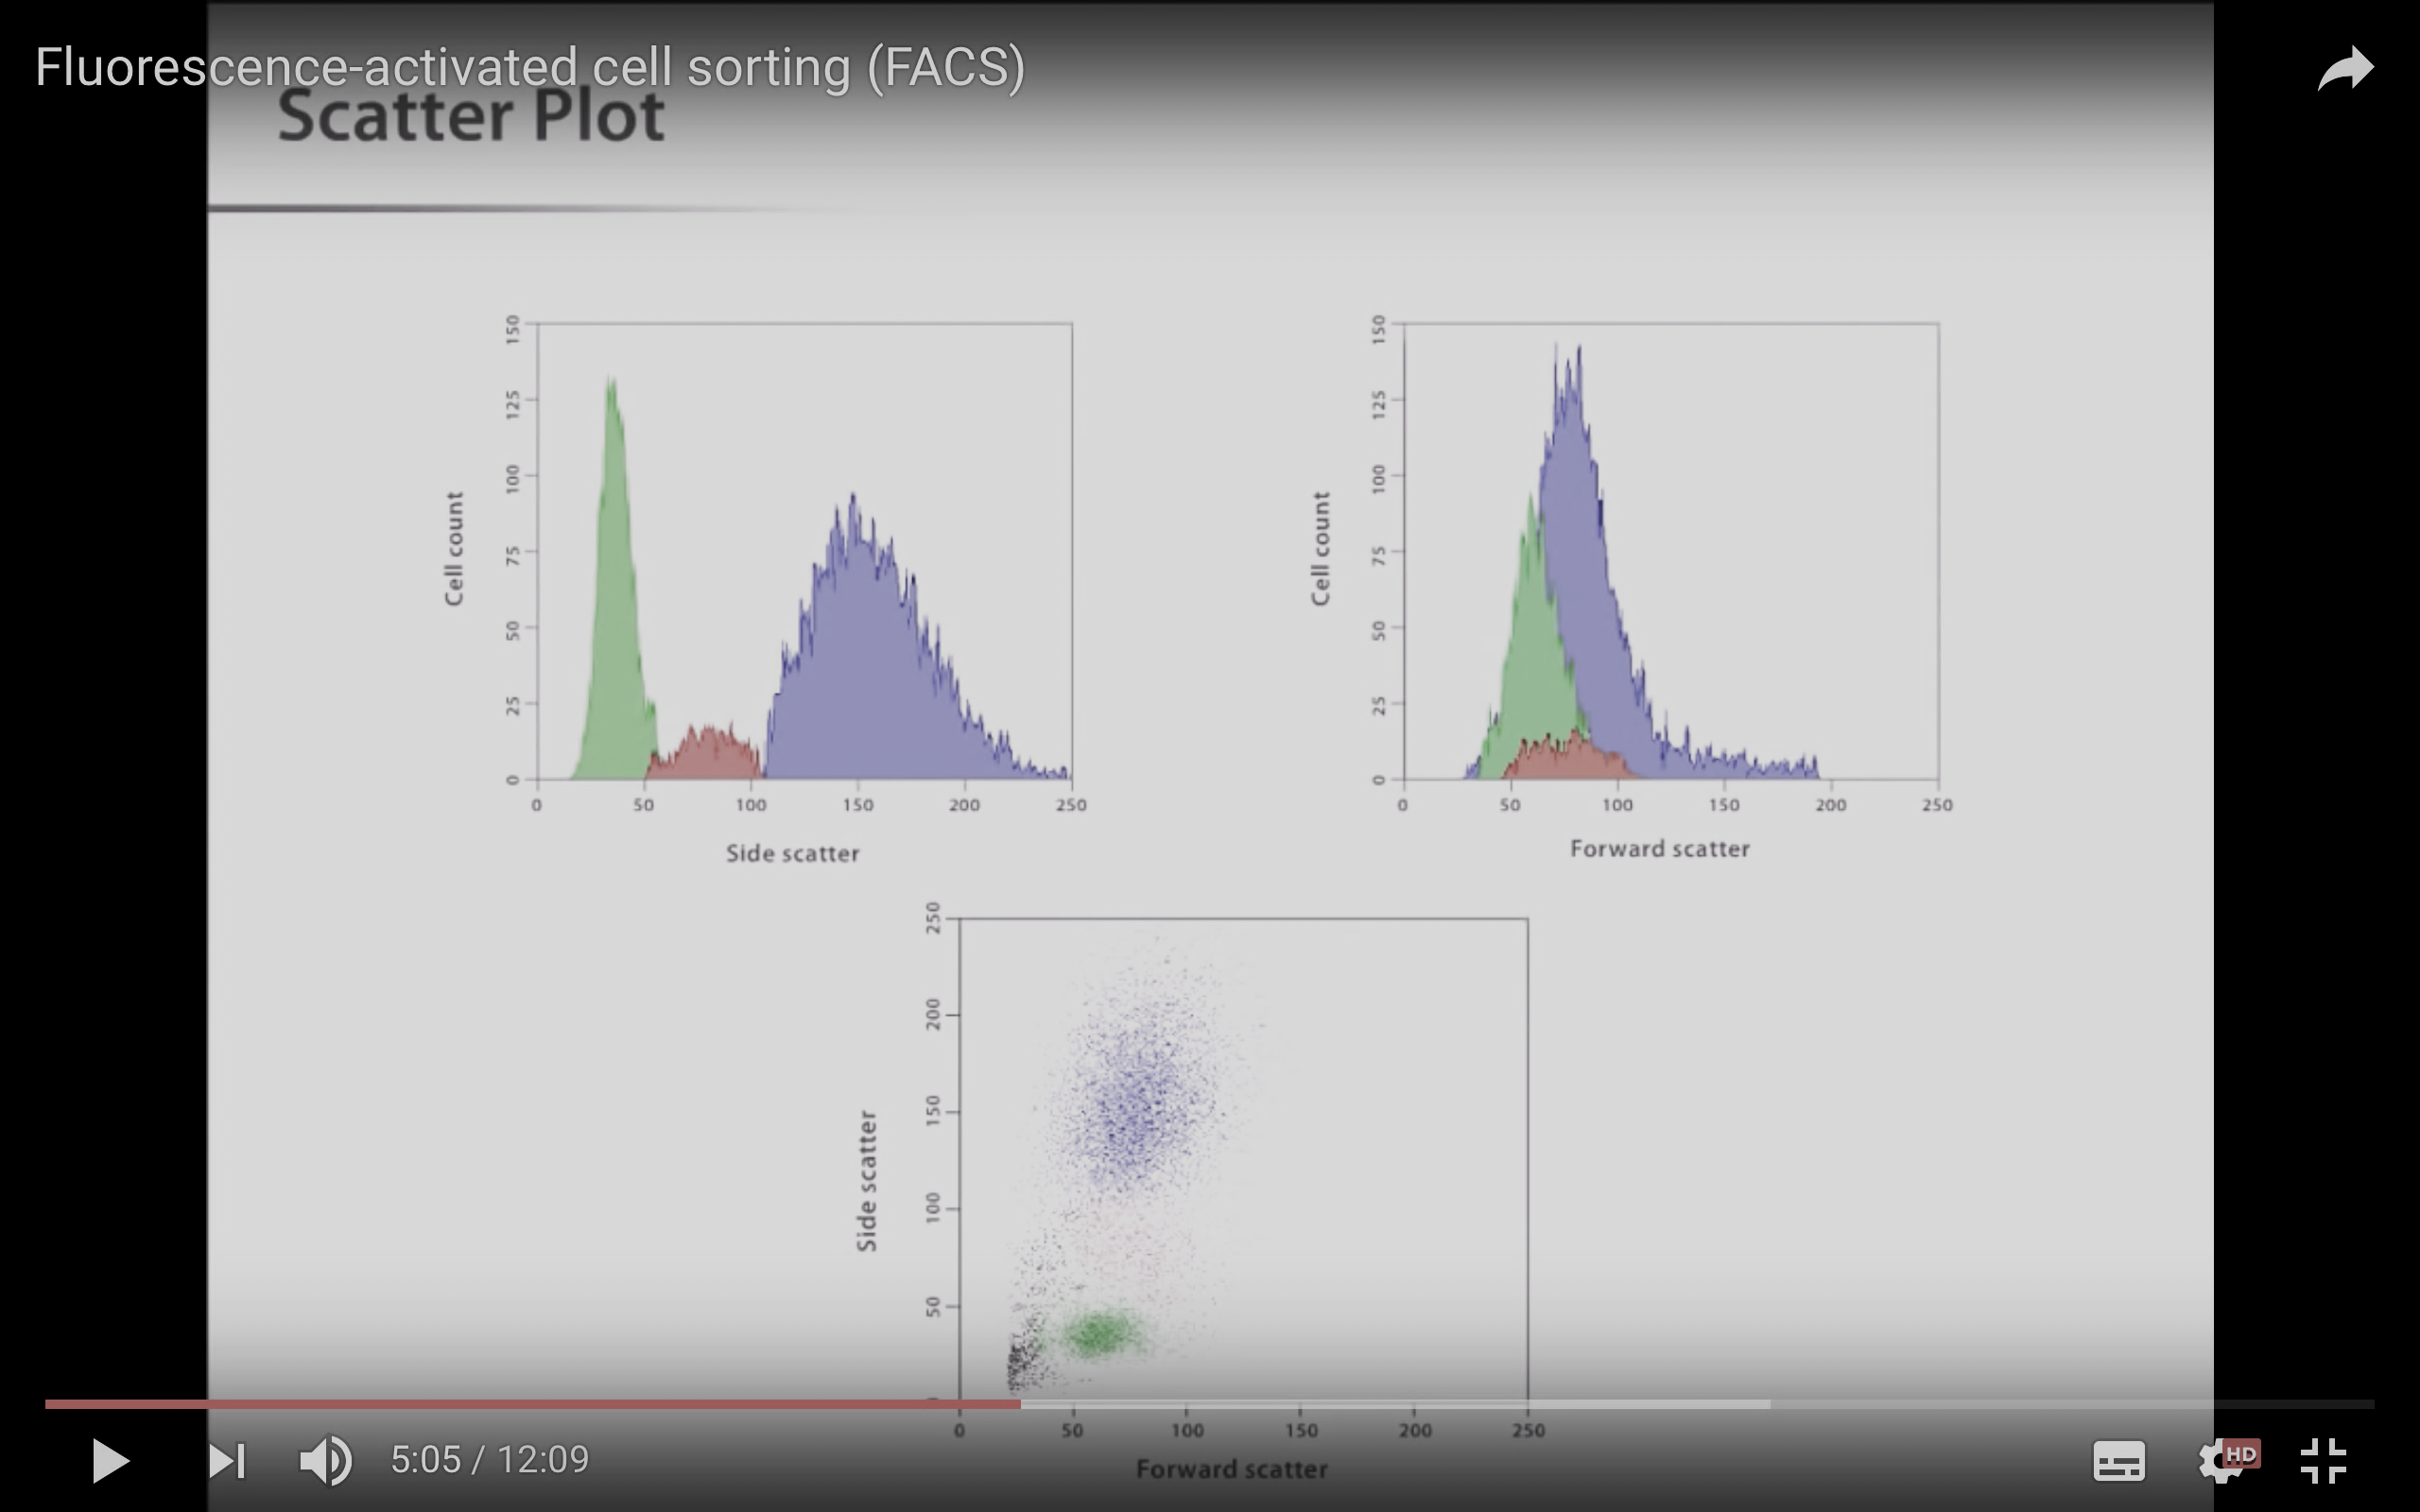 Fluorescence-activated cell sorting (FACS)
Scatter Plot
150
125
100
75
50
25
0
Cell count
0 50 100 150 200 250
Side scatter
150
125
100
75
50
25
0
Cell count
0 50 100 150 200 250
Forward scatter
250
200
150
100
50
Side scatter
0 50 100 150 200 250
Forward scatter
5:05 / 12:09
HD